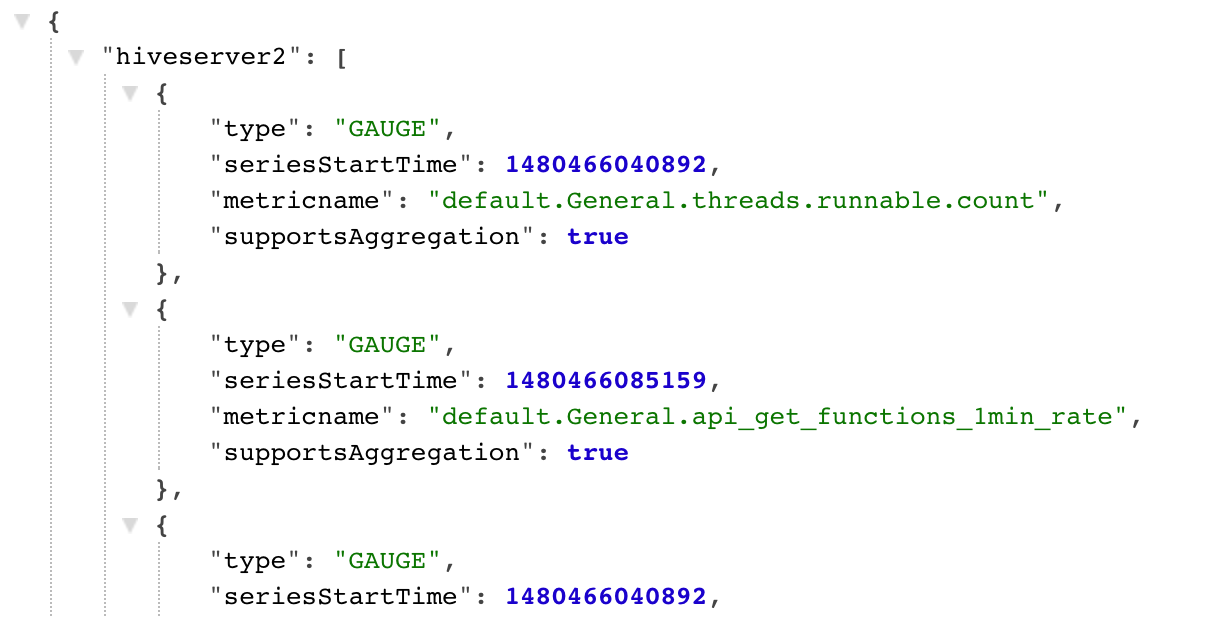 {
"hiveserver2": [
{
"type": "GAUGE",
"seriesStartTime": 1480466040892,
"metricname": "default.General.threads.runnable.count",
"supportsAggregation": true
},
{
"type": "GAUGE",
"seriesStartTime": 1480466085159,
"metricname": "default.General.api_get_functions_1min_rate",
"supportsAggregation": true
},
{
"type": "GAUGE",
"seriesStartTime": 1480466040892,